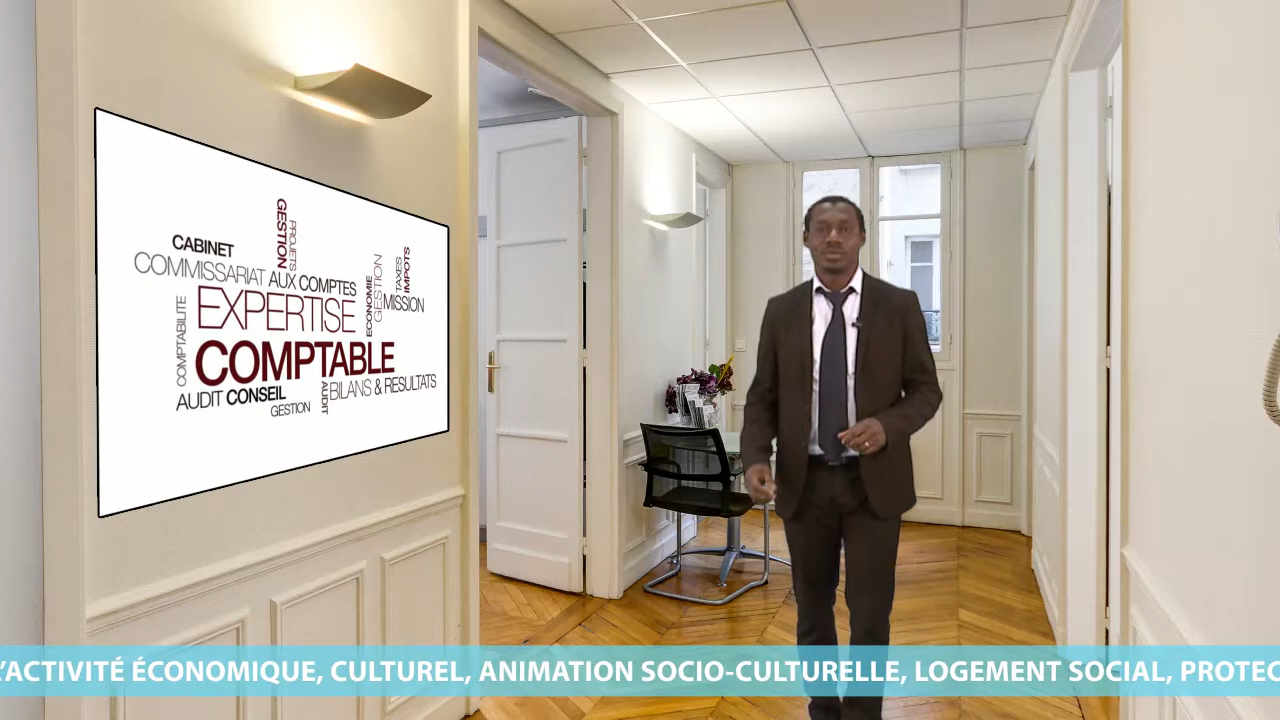 GESTION
PROJETS
CABINET
COMMISSARIAT AUX COMPTES
TAXES
IMPOTS
GESTION
ECONOMIE
EXPERTISE
MISSION
COMPTABILITE
COMPTABLE
AUDIT CONSEIL
AUDIT
BILANS & RESULTATS
GESTION
L'ACTIVITÉ ÉCONOMIQUE, CULTUREL, ANIMATION SOCIO-CULTURELLE, LOGEMENT SOCIAL, PROTEC